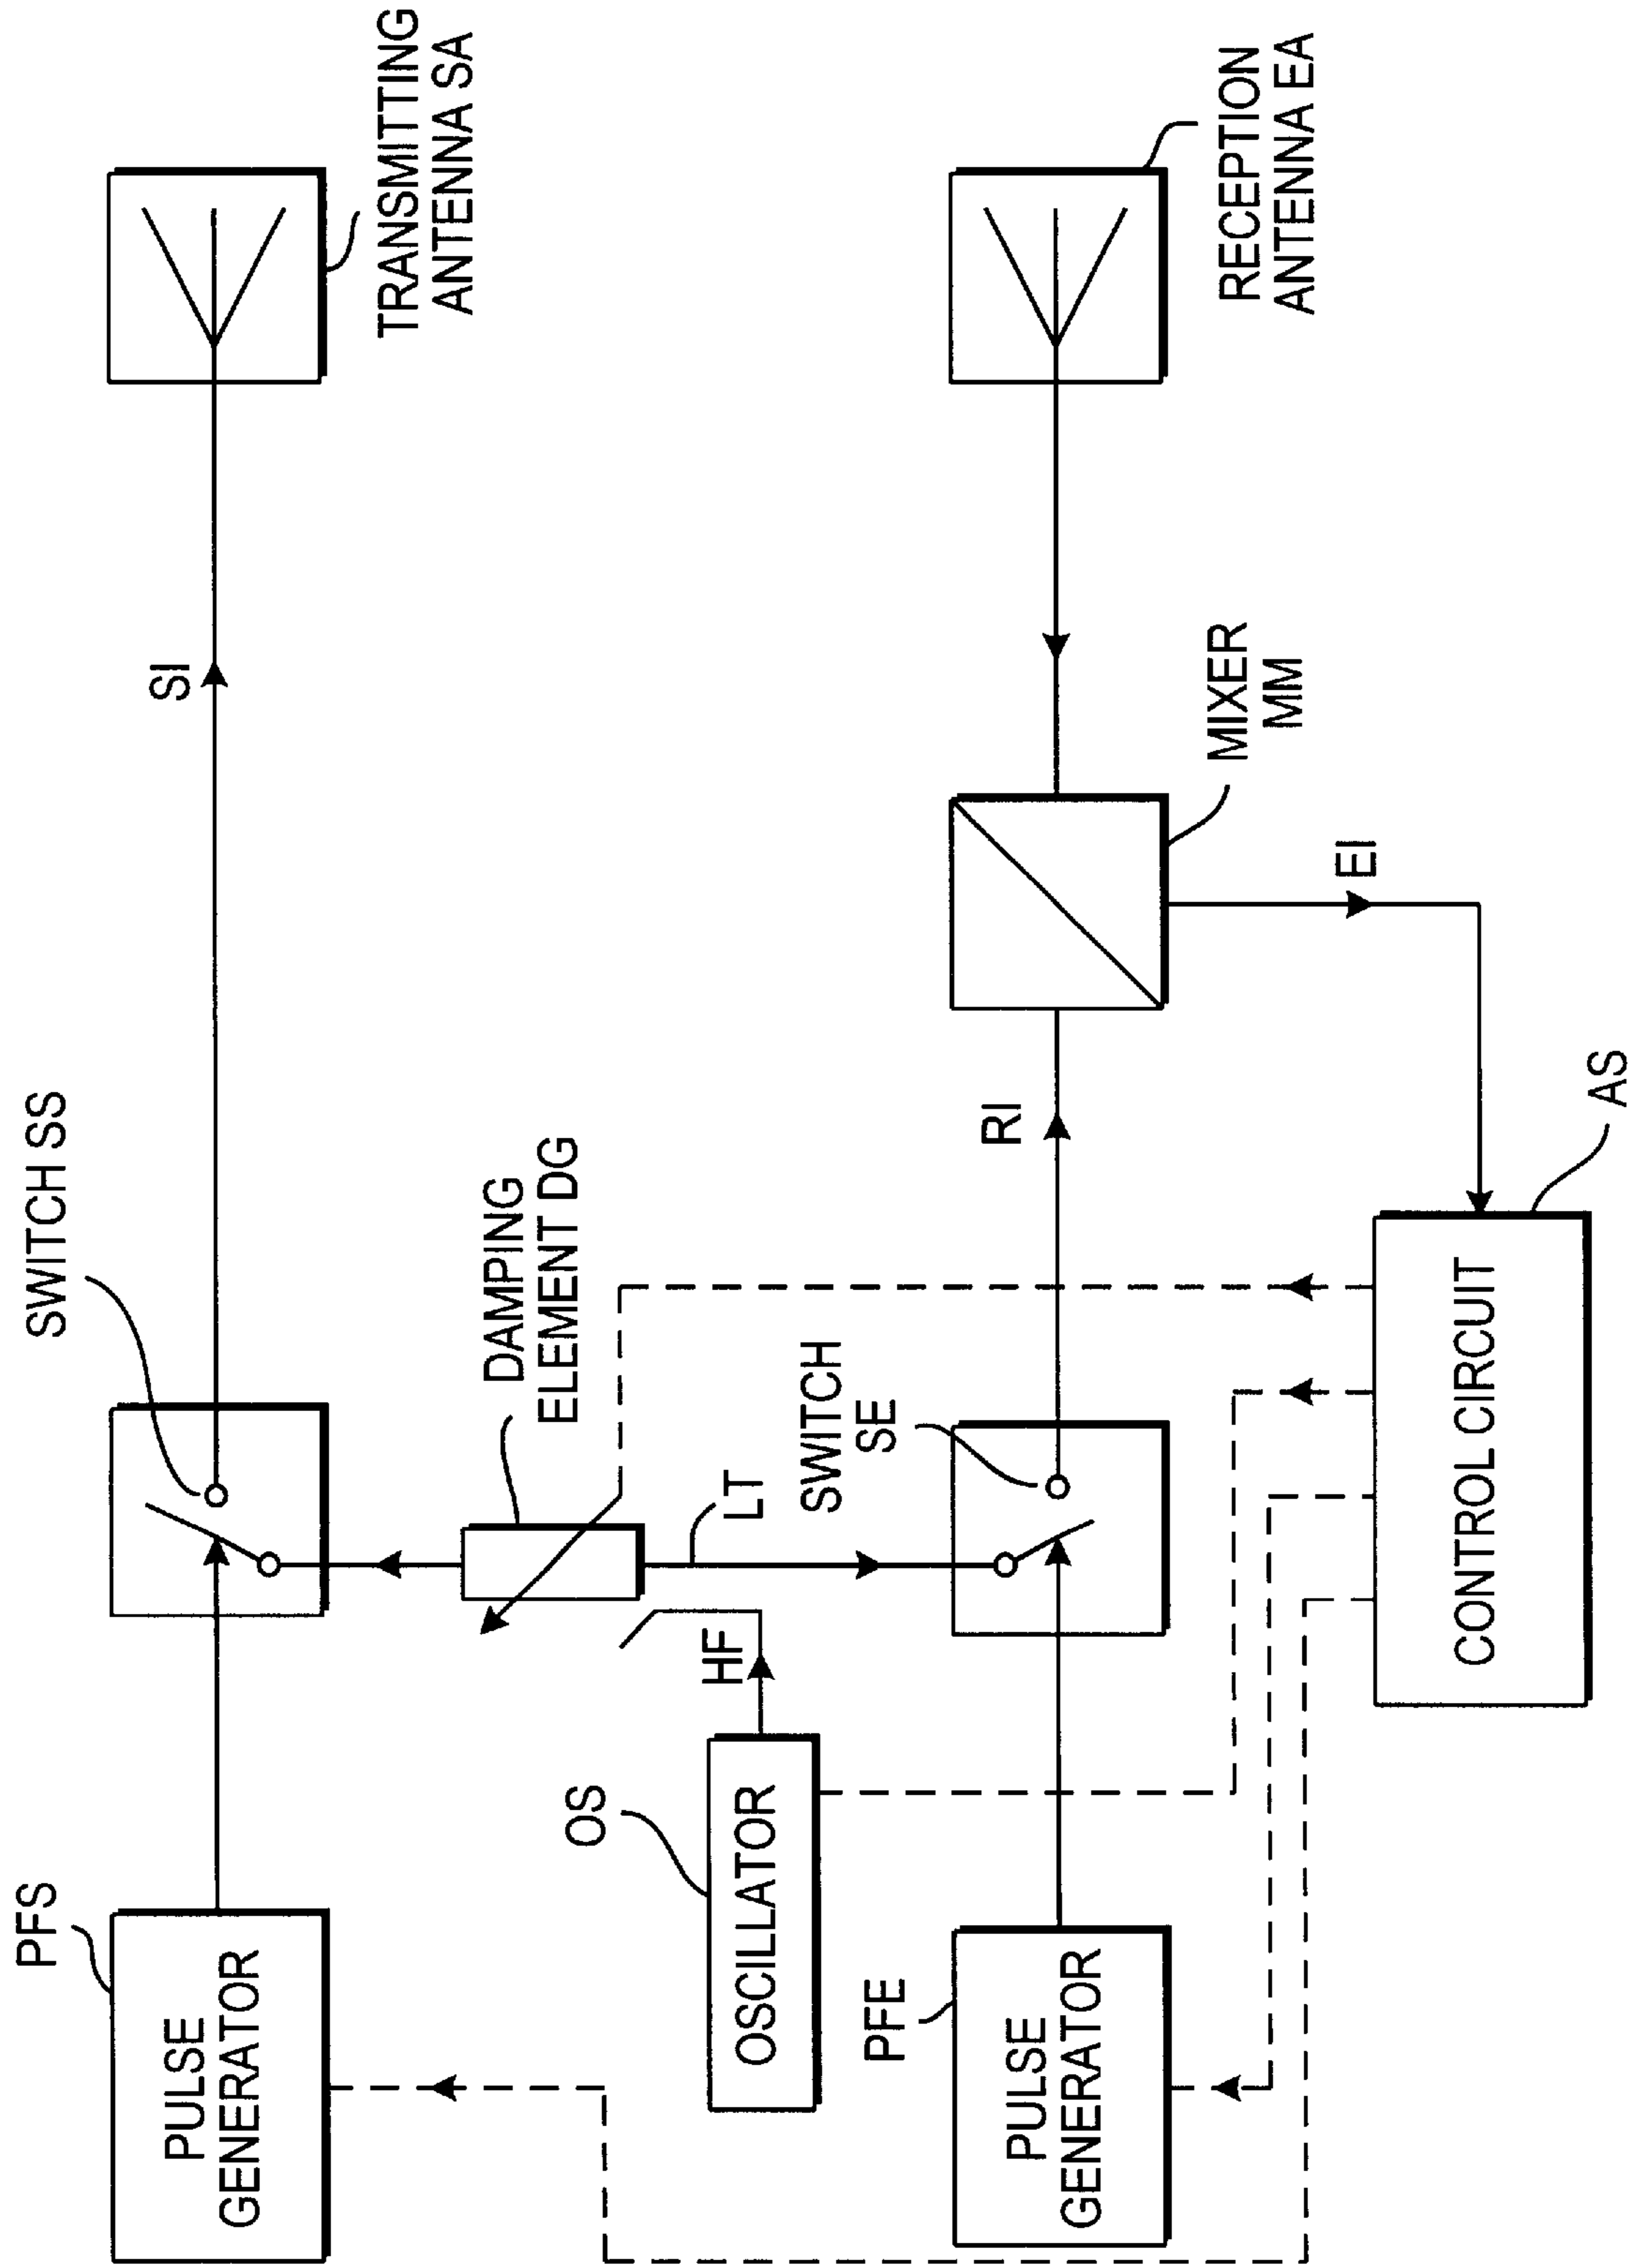 PFS
PULSE
GENERATOR
SWITCH SS
SI
TRANSMITTING
ANTENNA SA
DAMPING
ELEMENT DG
OS
OSCILLATOR
HF
LT
SWITCH
SE
PFE
PULSE
GENERATOR
RI
MIXER
MM
RECEPTION
ANTENNA EA
EI
CONTROL CIRCUIT
AS